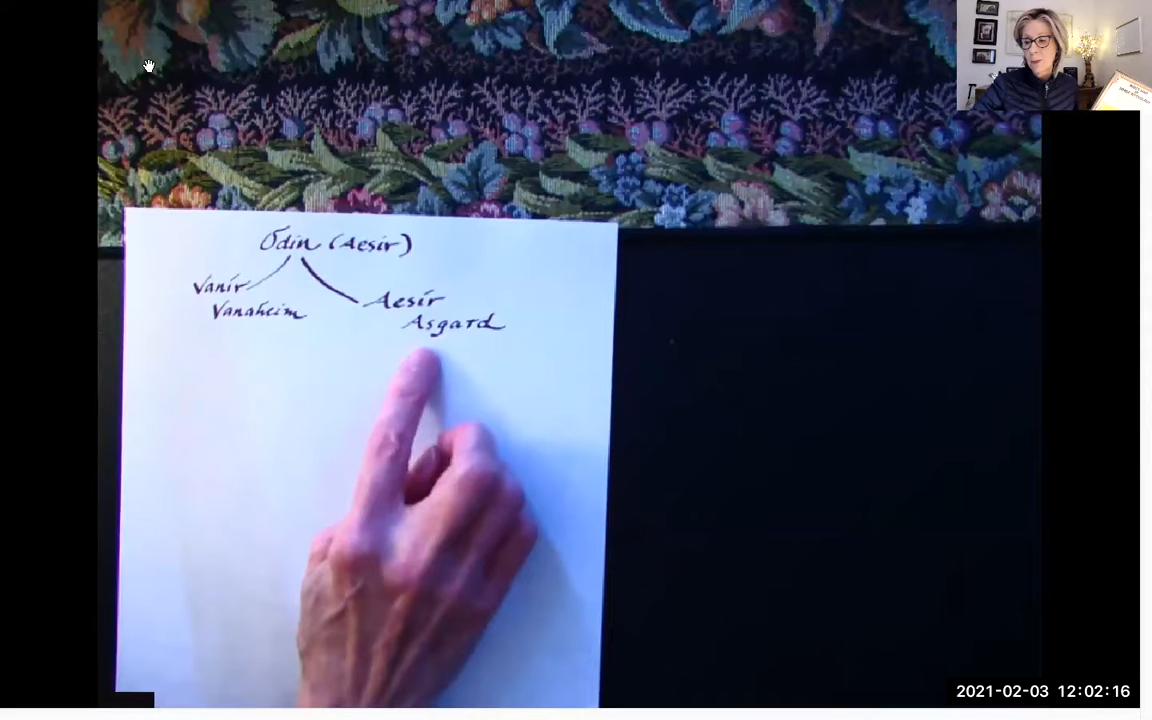 Ódin (Aesir)
Vanir
Vanaheim
Aesir
Asgard
2021-02-03 12:02:16